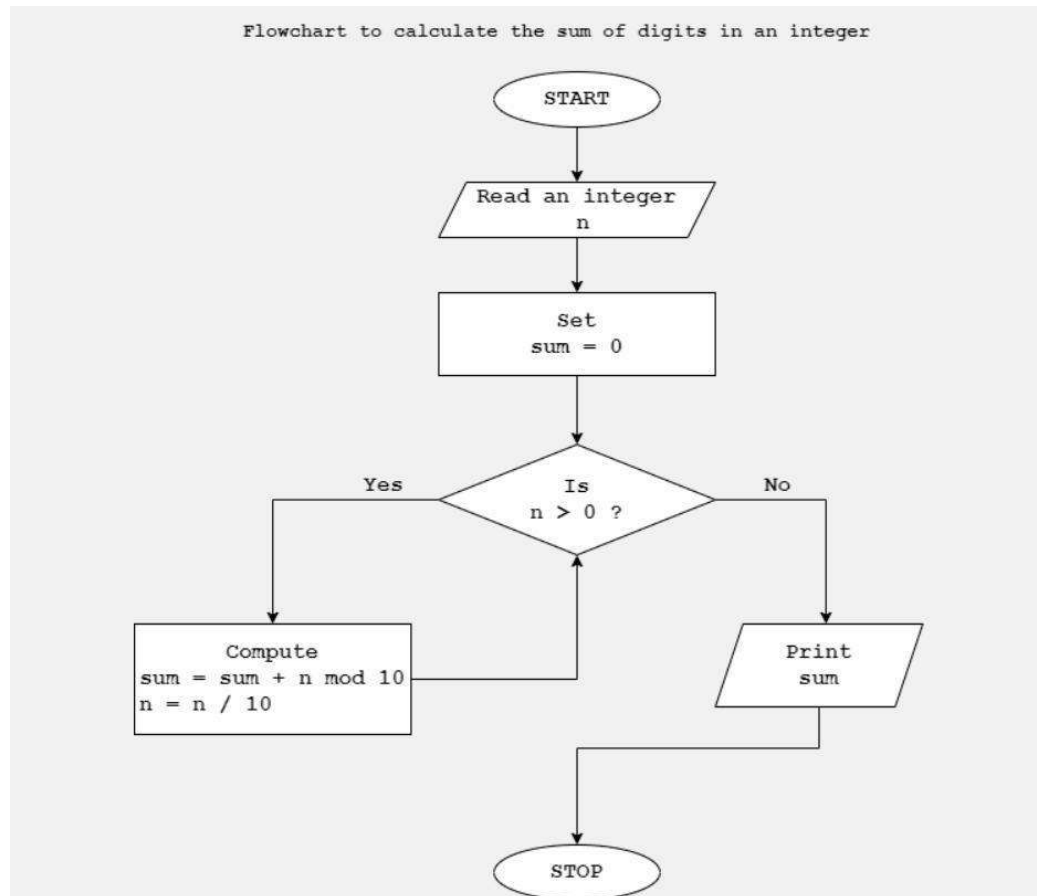 Flowchart to calculate the sum of digits in an integer
START
Read an integer
n
Set
sum = 0
Is
n > 0 ?
Yes
No
Compute
sum = sum + n mod 10
n = n / 10
Print
sum
STOP